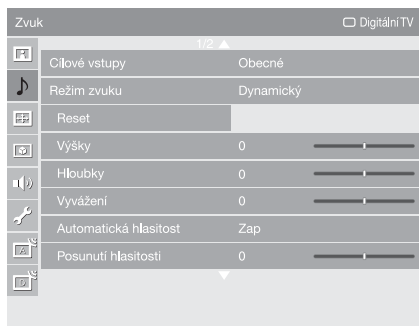 Zvuk Digitální TV
1/2
Cílové vstupy Obecné
Režim zvuku Dynamický
Reset
Výšky 0
Hloubky 0
Vyvážení 0
Automatická hlasitost Zap
Posunutí hlasitosti 0
A
D